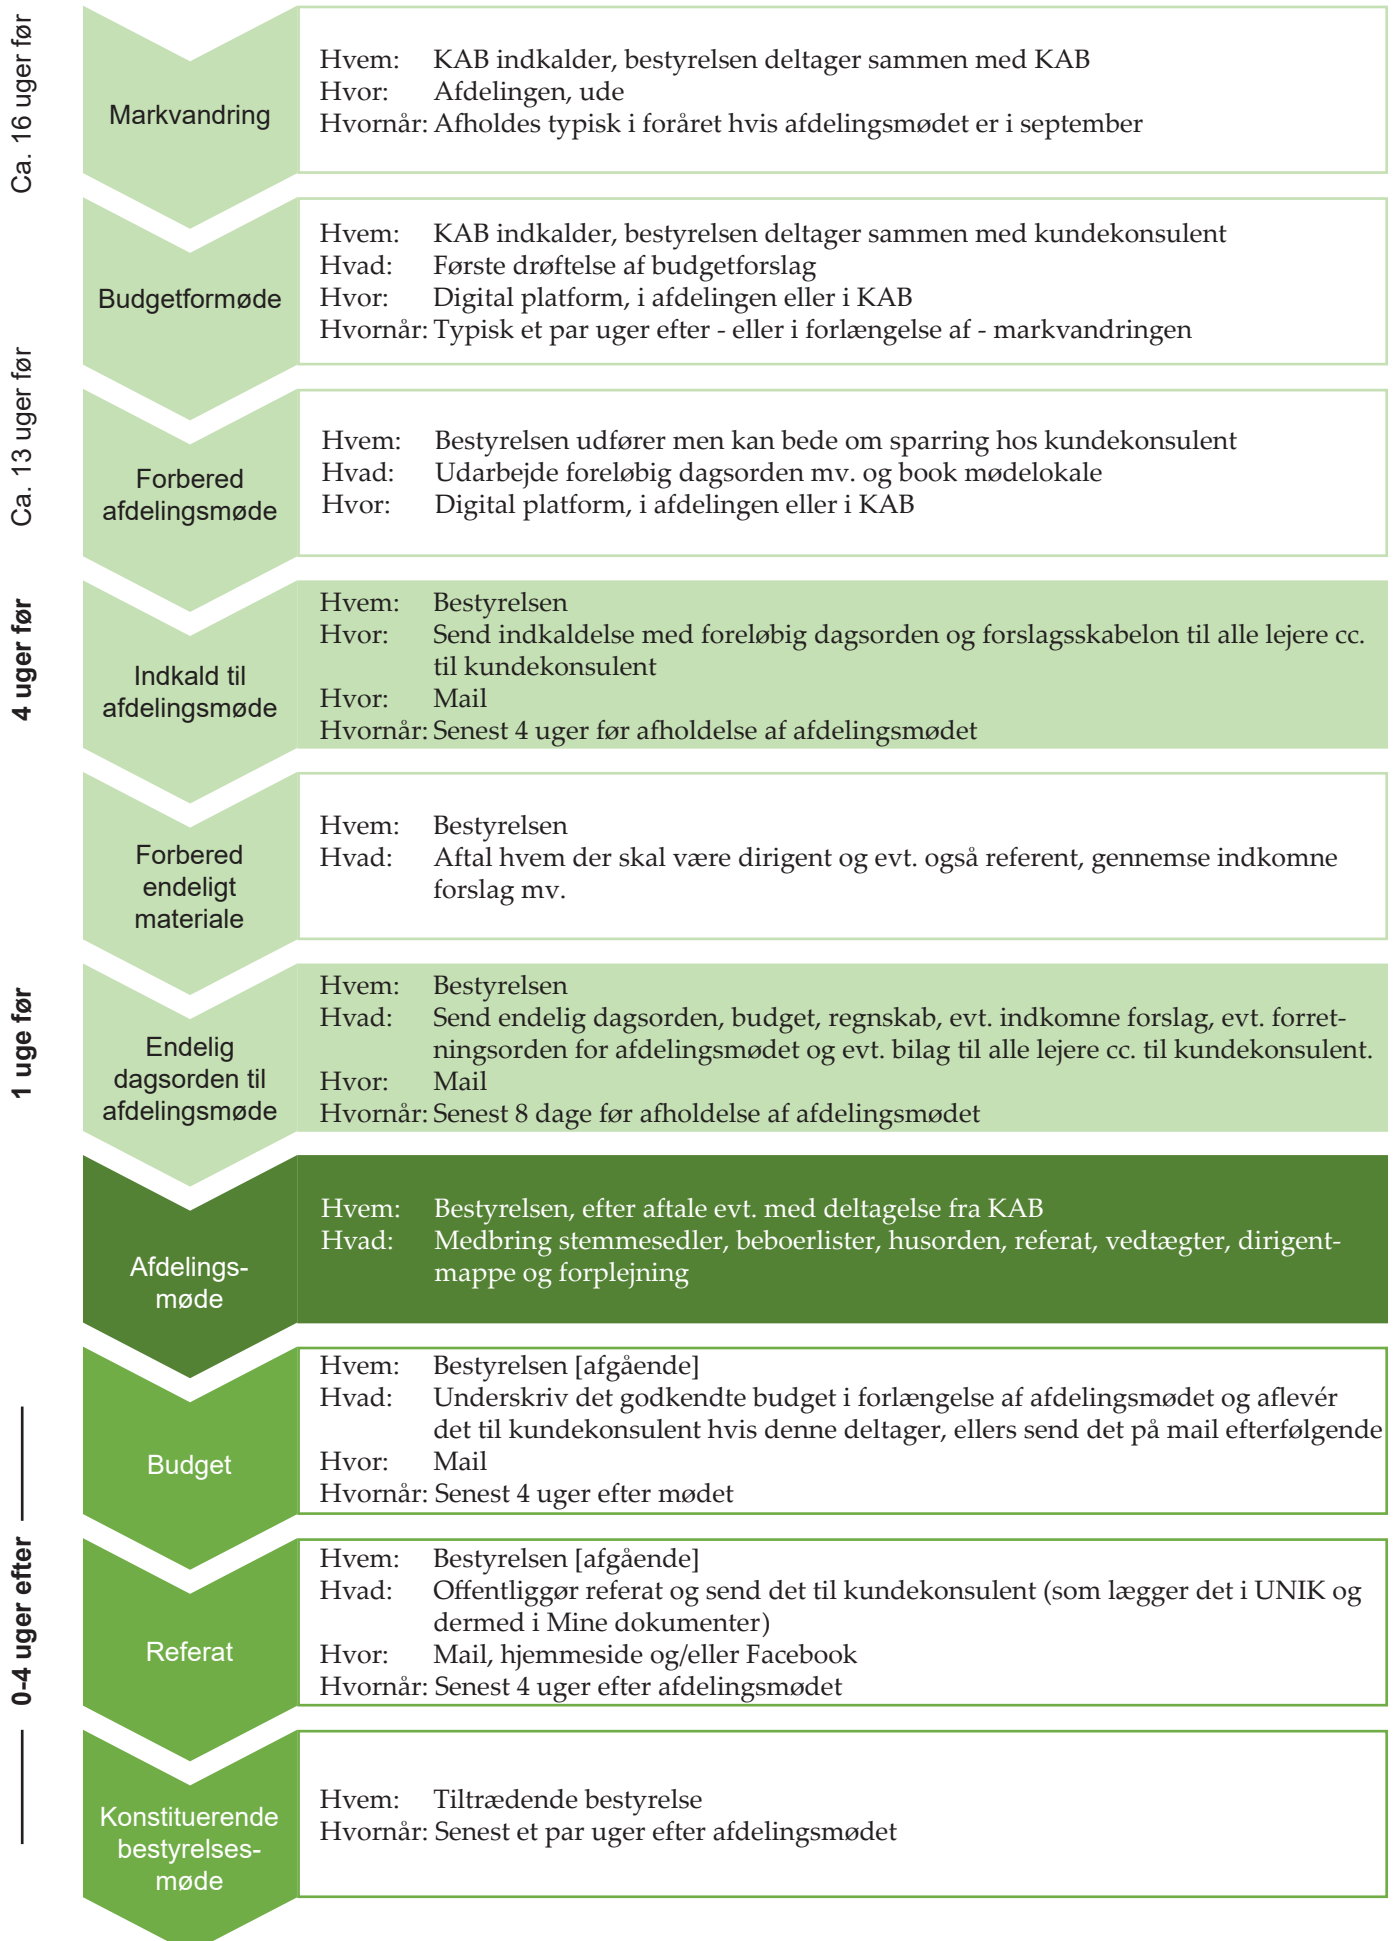 Ca. 16 uger før
Markvandring
Hvem: KAB indkalder, bestyrelsen deltager sammen med KAB
Hvor: Afdelingen, ude
Hvornår: Afholdes typisk i foråret hvis afdelingsmødet er i september
Budgetformøde
Hvem: KAB indkalder, bestyrelsen deltager sammen med kundekonsulent
Hvad: Første drøftelse af budgetforslag
Hvor: Digital platform, i afdelingen eller i KAB
Hvornår: Typisk et par uger efter - eller i forlængelse af - markvandringen
Ca. 13 uger før
Forbered
afdelingsmøde
Hvem: Bestyrelsen udfører men kan bede om sparring hos kundekonsulent
Hvad: Udarbejde foreløbig dagsorden mv. og book mødelokale
Hvor: Digital platform, i afdelingen eller i KAB
4 uger før
Indkald til
afdelingsmøde
Hvem: Bestyrelsen
Hvor: Send indkaldelse med foreløbig dagsorden og forslagsskabelon til alle lejere cc.
til kundekonsulent
Hvor: Mail
Hvornår: Senest 4 uger før afholdelse af afdelingsmødet
Forbered
endeligt
materiale
Hvem: Bestyrelsen
Hvad: Aftal hvem der skal være dirigent og evt. også referent, gennemse indkomne
forslag mv.
1 uge før
Endelig
dagsorden til
afdelingsmøde
Hvem: Bestyrelsen
Hvad: Send endelig dagsorden, budget, regnskab, evt. indkomne forslag, evt. forret-
ningsorden for afdelingsmødet og evt. bilag til alle lejere cc. til kundekonsulent.
Hvor: Mail
Hvornår: Senest 8 dage før afholdelse af afdelingsmødet
Afdelings-
møde
Hvem: Bestyrelsen, efter aftale evt. med deltagelse fra KAB
Hvad: Medbring stemmesedler, beboerlister, husorden, referat, vedtægter, dirigent-
mappe og forplejning
0-4 uger efter
Budget
Hvem: Bestyrelsen [afgående]
Hvad: Underskriv det godkendte budget i forlængelse af afdelingsmødet og aflevér
det til kundekonsulent hvis denne deltager, ellers send det på mail efterfølgende
Hvor: Mail
Hvornår: Senest 4 uger efter mødet
Referat
Hvem: Bestyrelsen [afgående]
Hvad: Offentliggør referat og send det til kundekonsulent (som lægger det i UNIK og
dermed i Mine dokumenter)
Hvor: Mail, hjemmeside og/eller Facebook
Hvornår: Senest 4 uger efter afdelingsmødet
Konstituerende
bestyrelses-
møde
Hvem: Tiltrædende bestyrelse
Hvornår: Senest et par uger efter afdelingsmødet